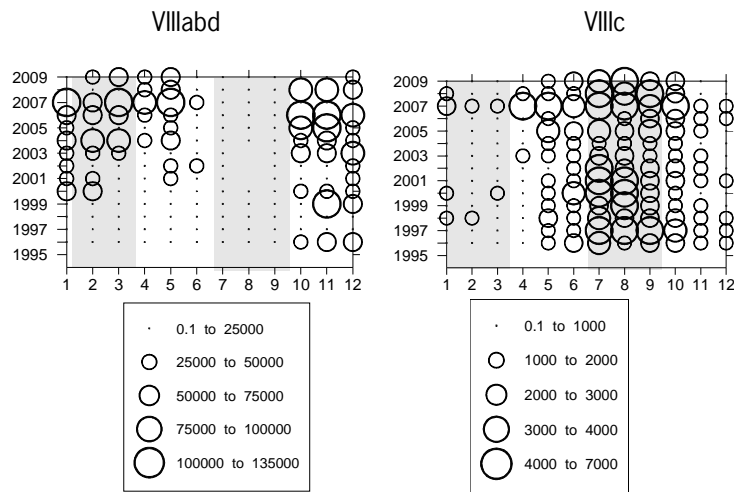 VIIIabd
2009
2007
2005
2003
2001
1999
1997
1995
1 2 3 4 5 6 7 8 9 10 11 12
0.1 to 25000
25000 to 50000
50000 to 75000
75000 to 100000
100000 to 135000
VIIIc
2009
2007
2005
2003
2001
1999
1997
1995
1 2 3 4 5 6 7 8 9 10 11 12
0.1 to 1000
1000 to 2000
2000 to 3000
3000 to 4000
4000 to 7000